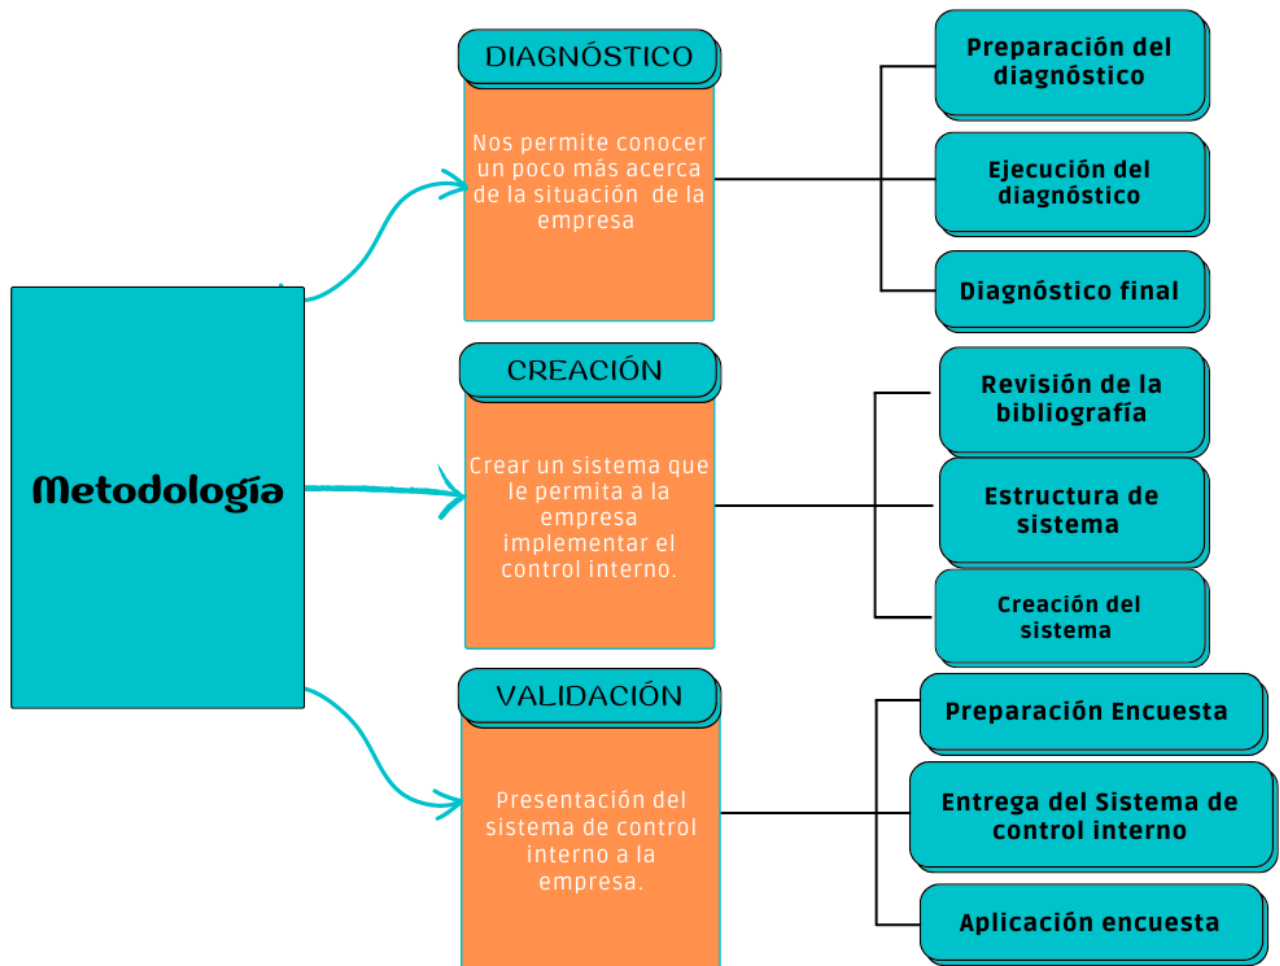 Metodología
DIAGNÓSTICO
Nos permite conocer
un poco más acerca
de la situación de la
empresa
Preparación del
diagnóstico
Ejecución del
diagnóstico
Diagnóstico final
CREACIÓN
Crear un sistema que
le permita a la
empresa
implementar el
control interno.
Revisión de la
bibliografía
Estructura de
sistema
Creación del
sistema
VALIDACIÓN
Presentación del
sistema de control
interno a la
empresa.
Preparación Encuesta
Entrega del Sistema de
control interno
Aplicación encuesta